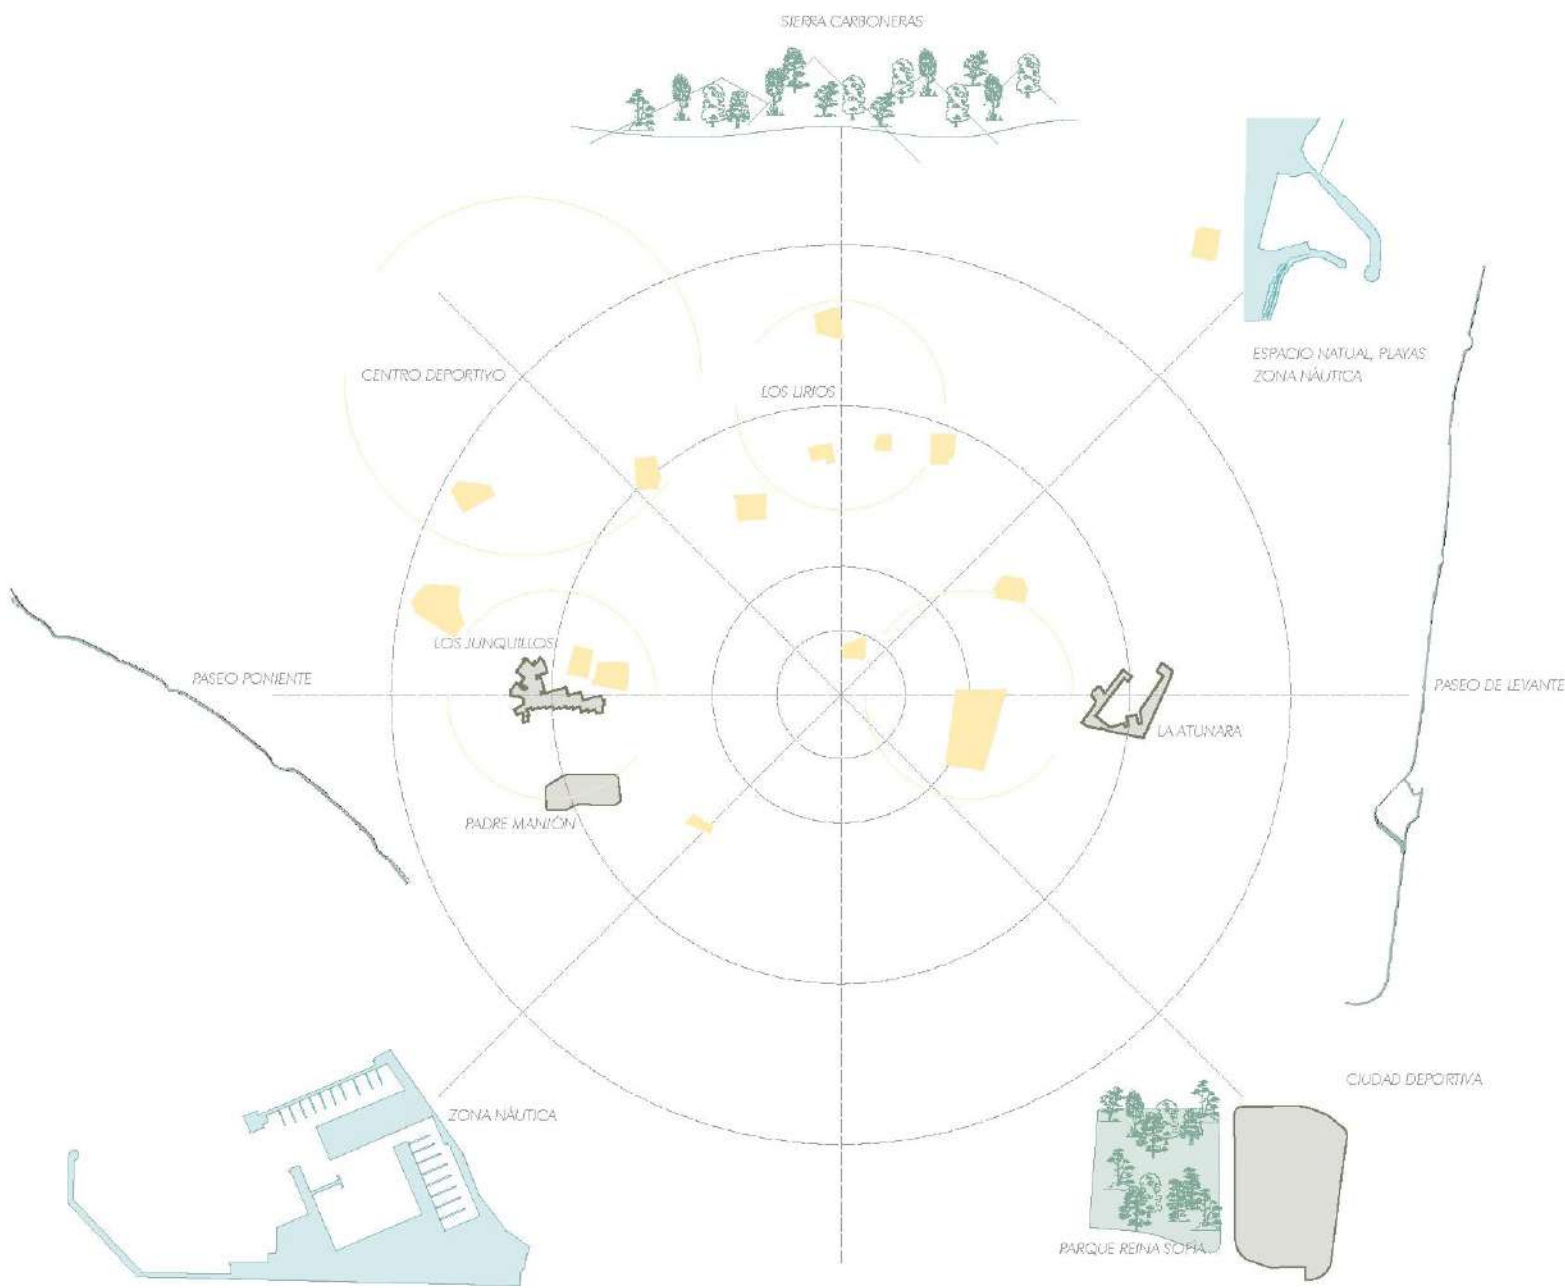 SIERRA CARBONERAS
ESPACIO NATUAL, PLAYAS
ZONA NÁUTICA
CENTRO DEPORTIVO
LOS LIRIOS
LOS JUNQUILLOS
PASEO PONIENTE
PASEO DE LEVANTE
LA ATUNARA
PADRE MANJÓN
CIUDAD DEPORTIVA
ZONA NÁUTICA
PARQUE REINA SOFÍA